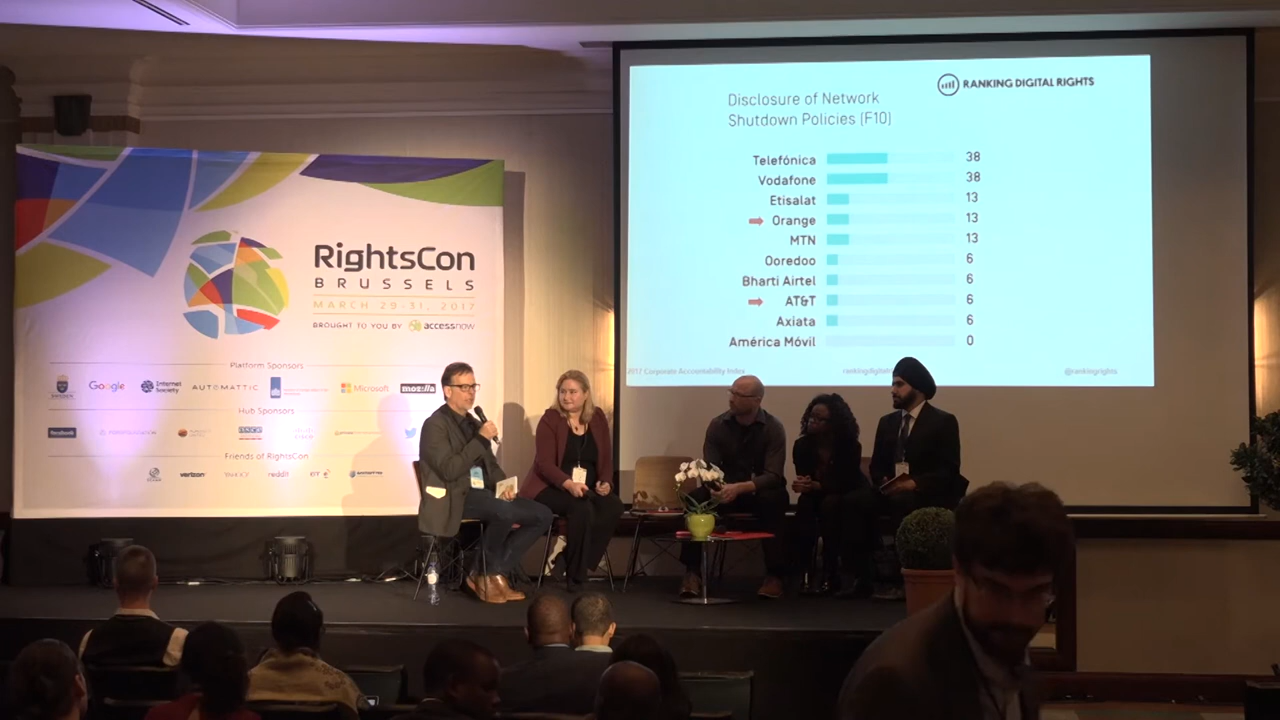 RightsCon
BRUSSELS
MARCH 29-31, 2017
BROUGHT TO YOU BY accessnow
Platform Sponsors
Google
Internet Society
AUTOMATTIC
Microsoft
moz://a
Hub Sponsors
facebook
Friends of RightsCon
verizon
YAHOO!
reddit
RANKING DIGITAL RIGHTS
Disclosure of Network
Shutdown Policies (F10)
Telefónica 38
Vodafone 38
Etisalat 13
Orange 13
MTN 13
Ooredoo 6
Bharti Airtel 6
AT&T 6
Axiata 6
América Móvil 0
2017 Corporate Accountability Index
@rankingrights